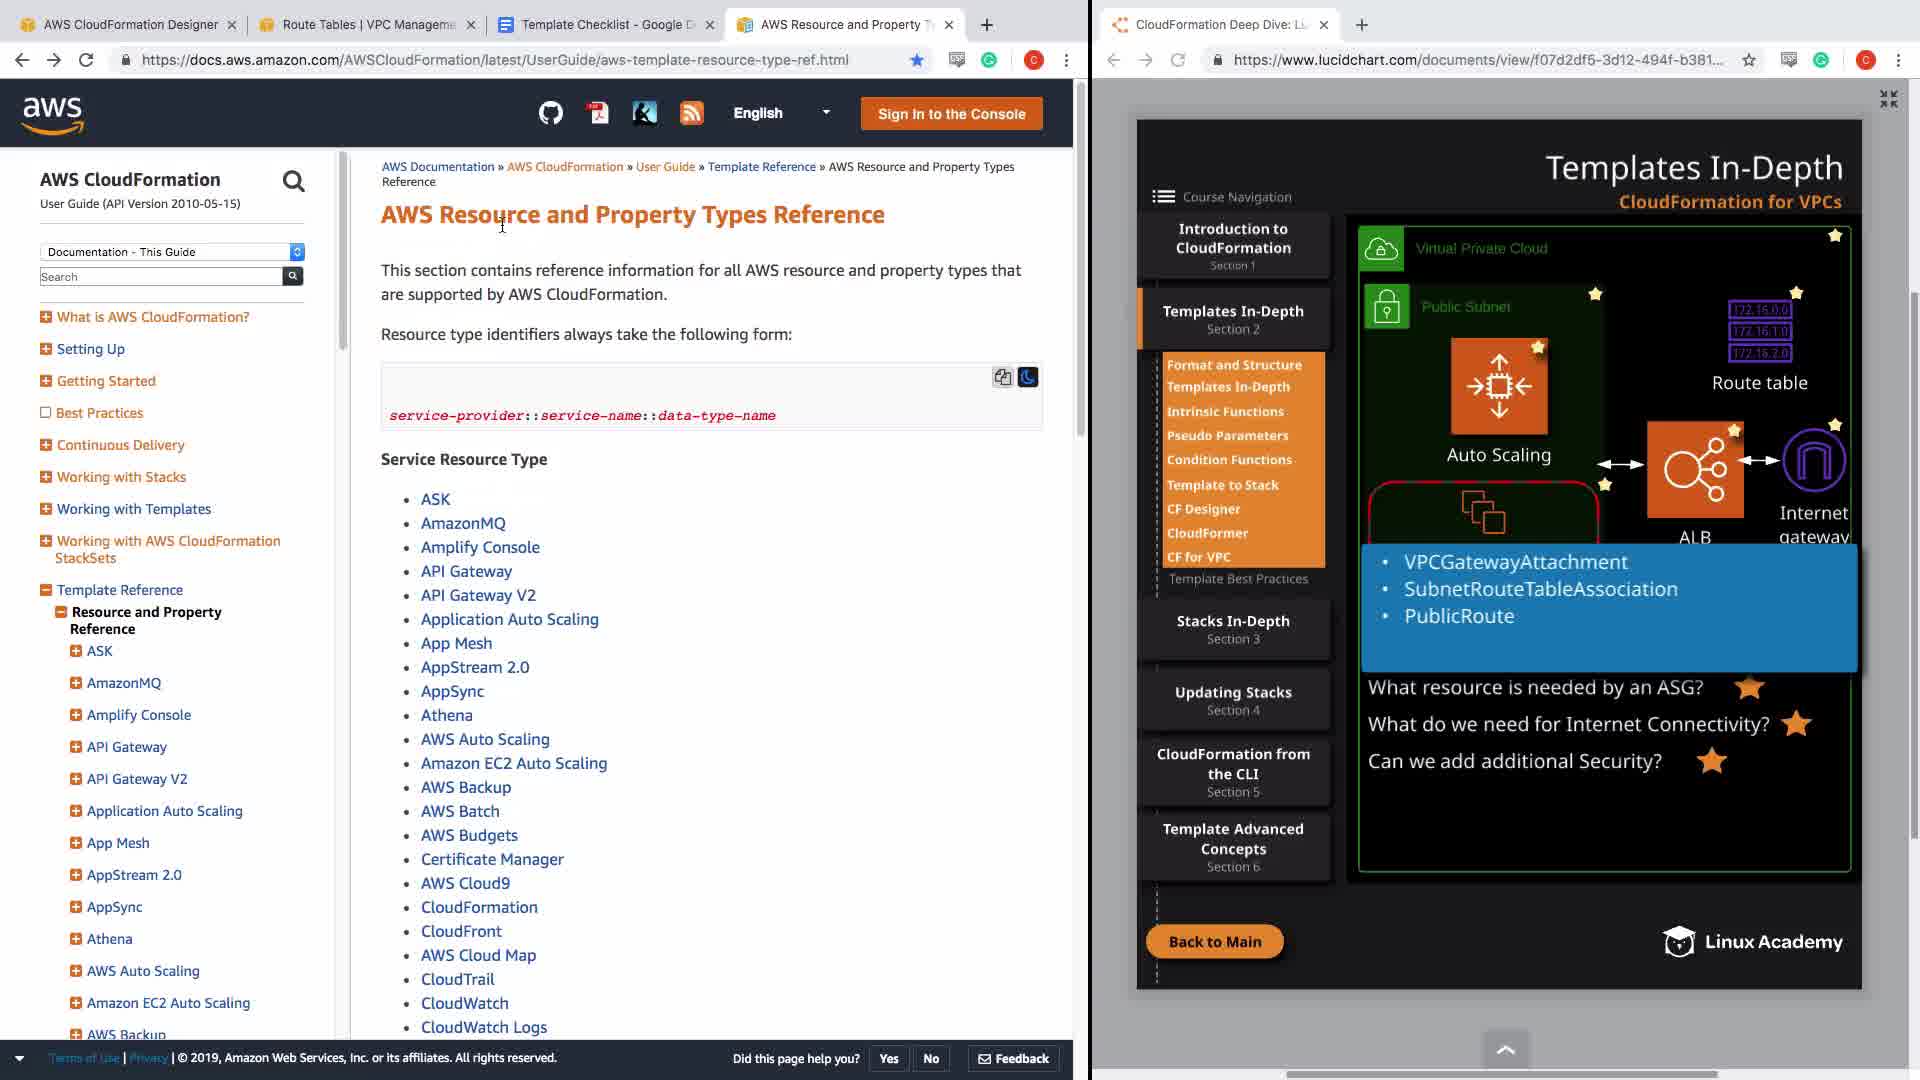 AWS CloudFormation Designer
Route Tables | VPC Manageme
Template Checklist - Google D
AWS Resource and Property T
https://docs.aws.amazon.com/AWSCloudFormation/latest/UserGuide/aws-template-resource-type-ref.html
C
aws
English
Sign In to the Console
AWS CloudFormation
User Guide (API Version 2010-05-15)
Documentation - This Guide
Search
What is AWS CloudFormation?
Setting Up
Getting Started
Best Practices
Continuous Delivery
Working with Stacks
Working with Templates
Working with AWS CloudFormation
StackSets
Template Reference
Resource and Property
Reference
ASK
AmazonMQ
Amplify Console
API Gateway
API Gateway V2
Application Auto Scaling
App Mesh
AppStream 2.0
AppSync
Athena
AWS Auto Scaling
Amazon EC2 Auto Scaling
AWS Backup
AWS Documentation » AWS CloudFormation » User Guide » Template Reference » AWS Resource and Property Types
Reference
AWS Resource and Property Types Reference
This section contains reference information for all AWS resource and property types that
are supported by AWS CloudFormation.
Resource type identifiers always take the following form:
service-provider::service-name::data-type-name
Service Resource Type
• ASK
• AmazonMQ
• Amplify Console
• API Gateway
• API Gateway V2
• Application Auto Scaling
• App Mesh
• AppStream 2.0
• AppSync
• Athena
• AWS Auto Scaling
• Amazon EC2 Auto Scaling
• AWS Backup
• AWS Batch
• AWS Budgets
• Certificate Manager
• AWS Cloud9
• CloudFormation
• CloudFront
• AWS Cloud Map
• CloudTrail
• CloudWatch
• CloudWatch Logs
Terms of Use | Privacy | © 2019, Amazon Web Services, Inc. or its affiliates. All rights reserved.
Did this page help you?
Yes
No
Feedback
CloudFormation Deep Dive: Lu
https://www.lucidchart.com/documents/view/f07d2df5-3d12-494f-b381...
C
Templates In-Depth
CloudFormation for VPCs
Course Navigation
Introduction to
CloudFormation
Section 1
Templates In-Depth
Section 2
Format and Structure
Templates In-Depth
Intrinsic Functions
Pseudo Parameters
Condition Functions
Template to Stack
CF Designer
CloudFormer
CF for VPC
Template Best Practices
Stacks In-Depth
Section 3
Updating Stacks
Section 4
CloudFormation from
the CLI
Section 5
Template Advanced
Concepts
Section 6
Back to Main
Virtual Private Cloud
Public Subnet
172.16.0.0
172.16.1.0
172.16.2.0
Route table
Auto Scaling
ALB
Internet
gateway
• VPCGatewayAttachment
• SubnetRouteTableAssociation
• PublicRoute
What resource is needed by an ASG?
What do we need for Internet Connectivity?
Can we add additional Security?
Linux Academy